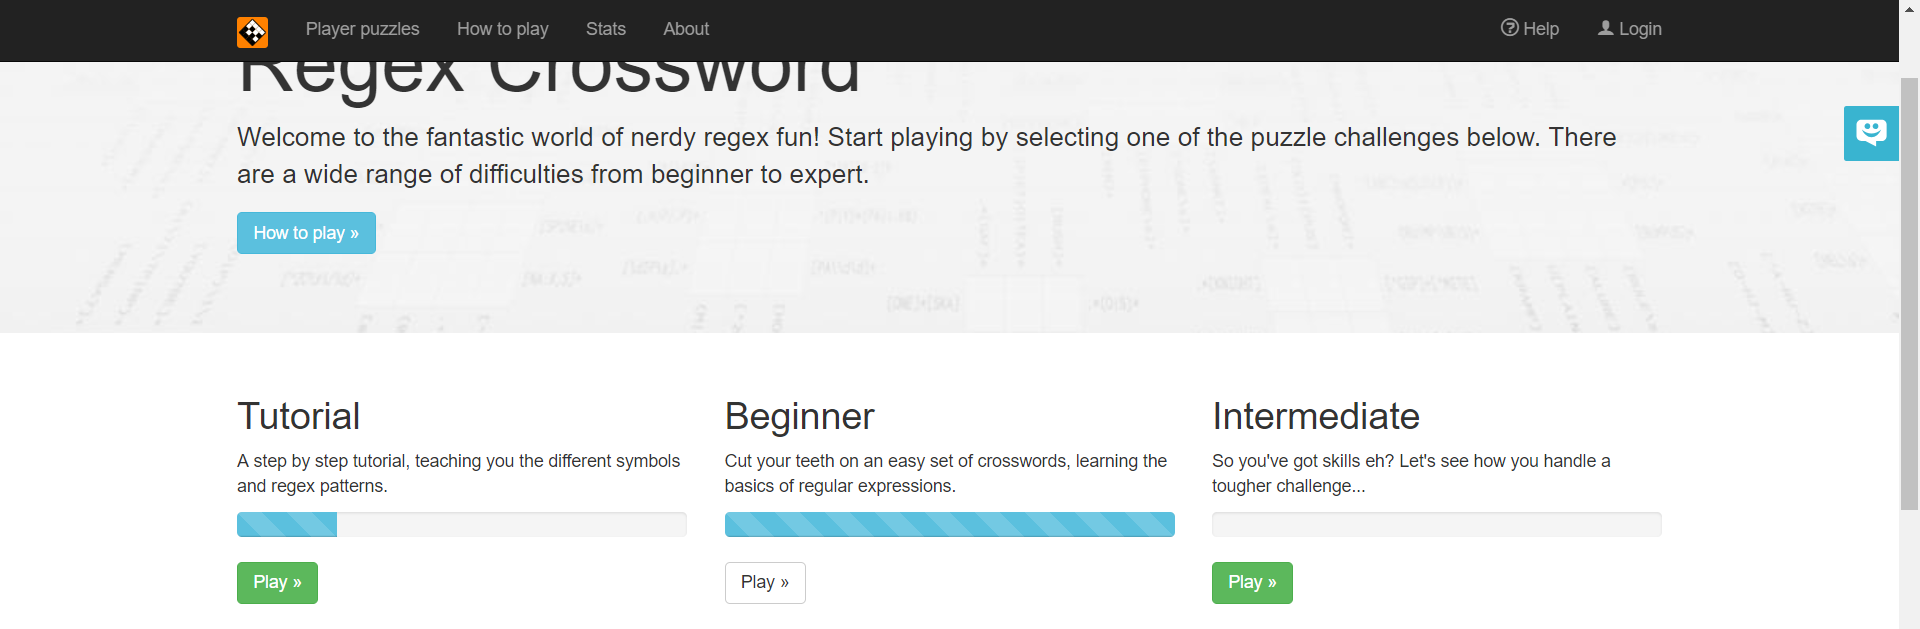 Player puzzles How to play Stats About Help Login
Regex Crossword
Welcome to the fantastic world of nerdy regex fun! Start playing by selecting one of the puzzle challenges below. There
are a wide range of difficulties from beginner to expert.
How to play »
Tutorial
A step by step tutorial, teaching you the different symbols
and regex patterns.
Play »
Beginner
Cut your teeth on an easy set of crosswords, learning the
basics of regular expressions.
Play »
Intermediate
So you've got skills eh? Let's see how you handle a
tougher challenge...
Play »